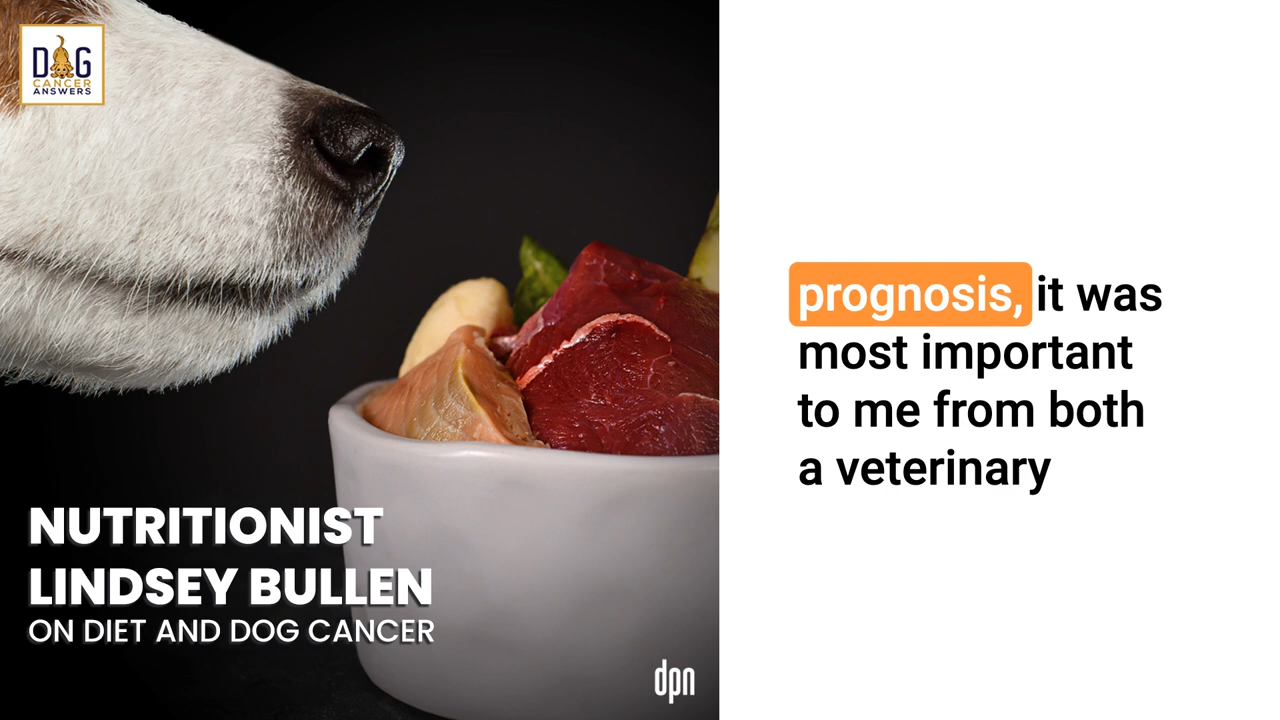 DOG
CANCER
ANSWERS
NUTRITIONIST
LINDSEY BULLEN
ON DIET AND DOG CANCER
dpn
prognosis, it was
most important
to me from both
a veterinary